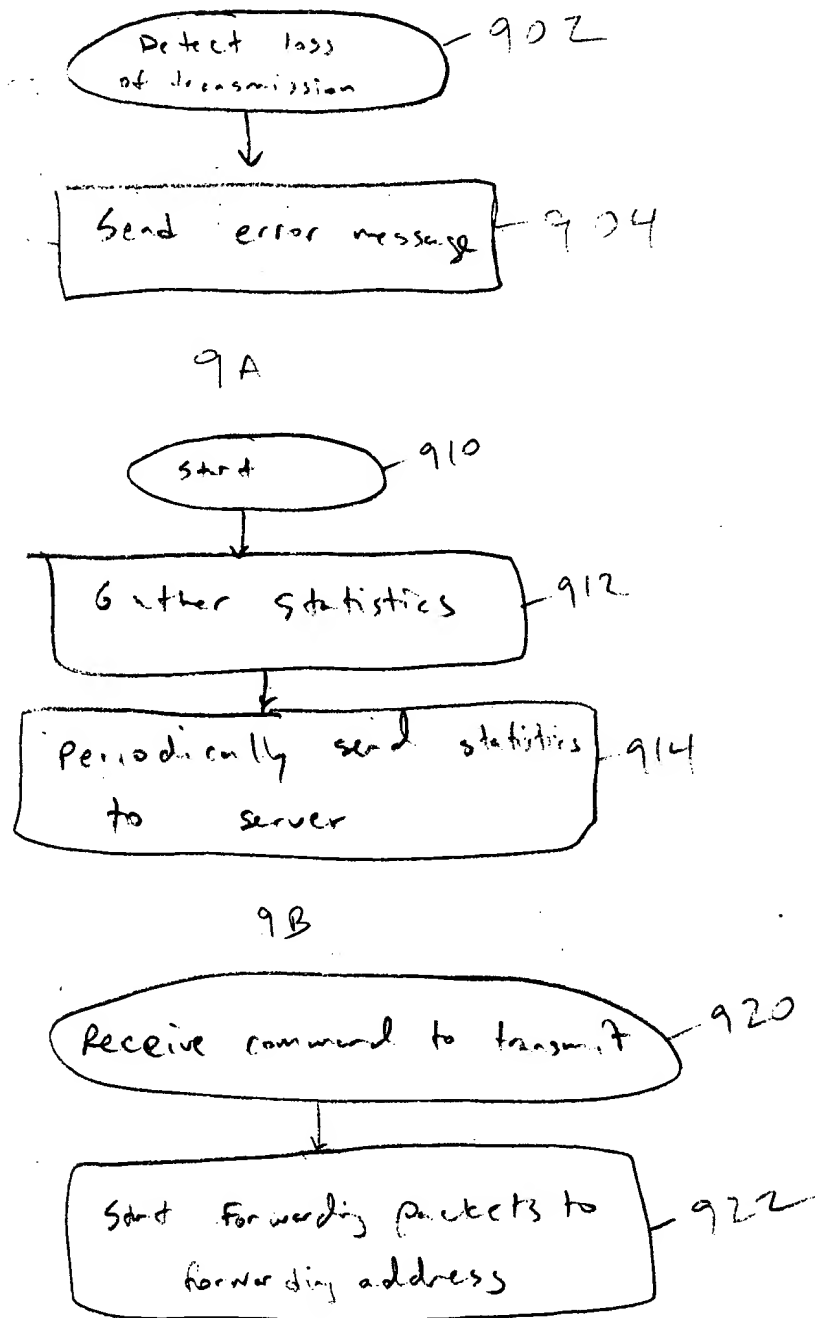 Detect loss
of transmission
902
Send error message
904
9A
Start
910
Gather Statistics
912
Periodically send statistics
to server
914
9B
Receive command to transmit
920
Start Forwarding packets to
forwarding address
922